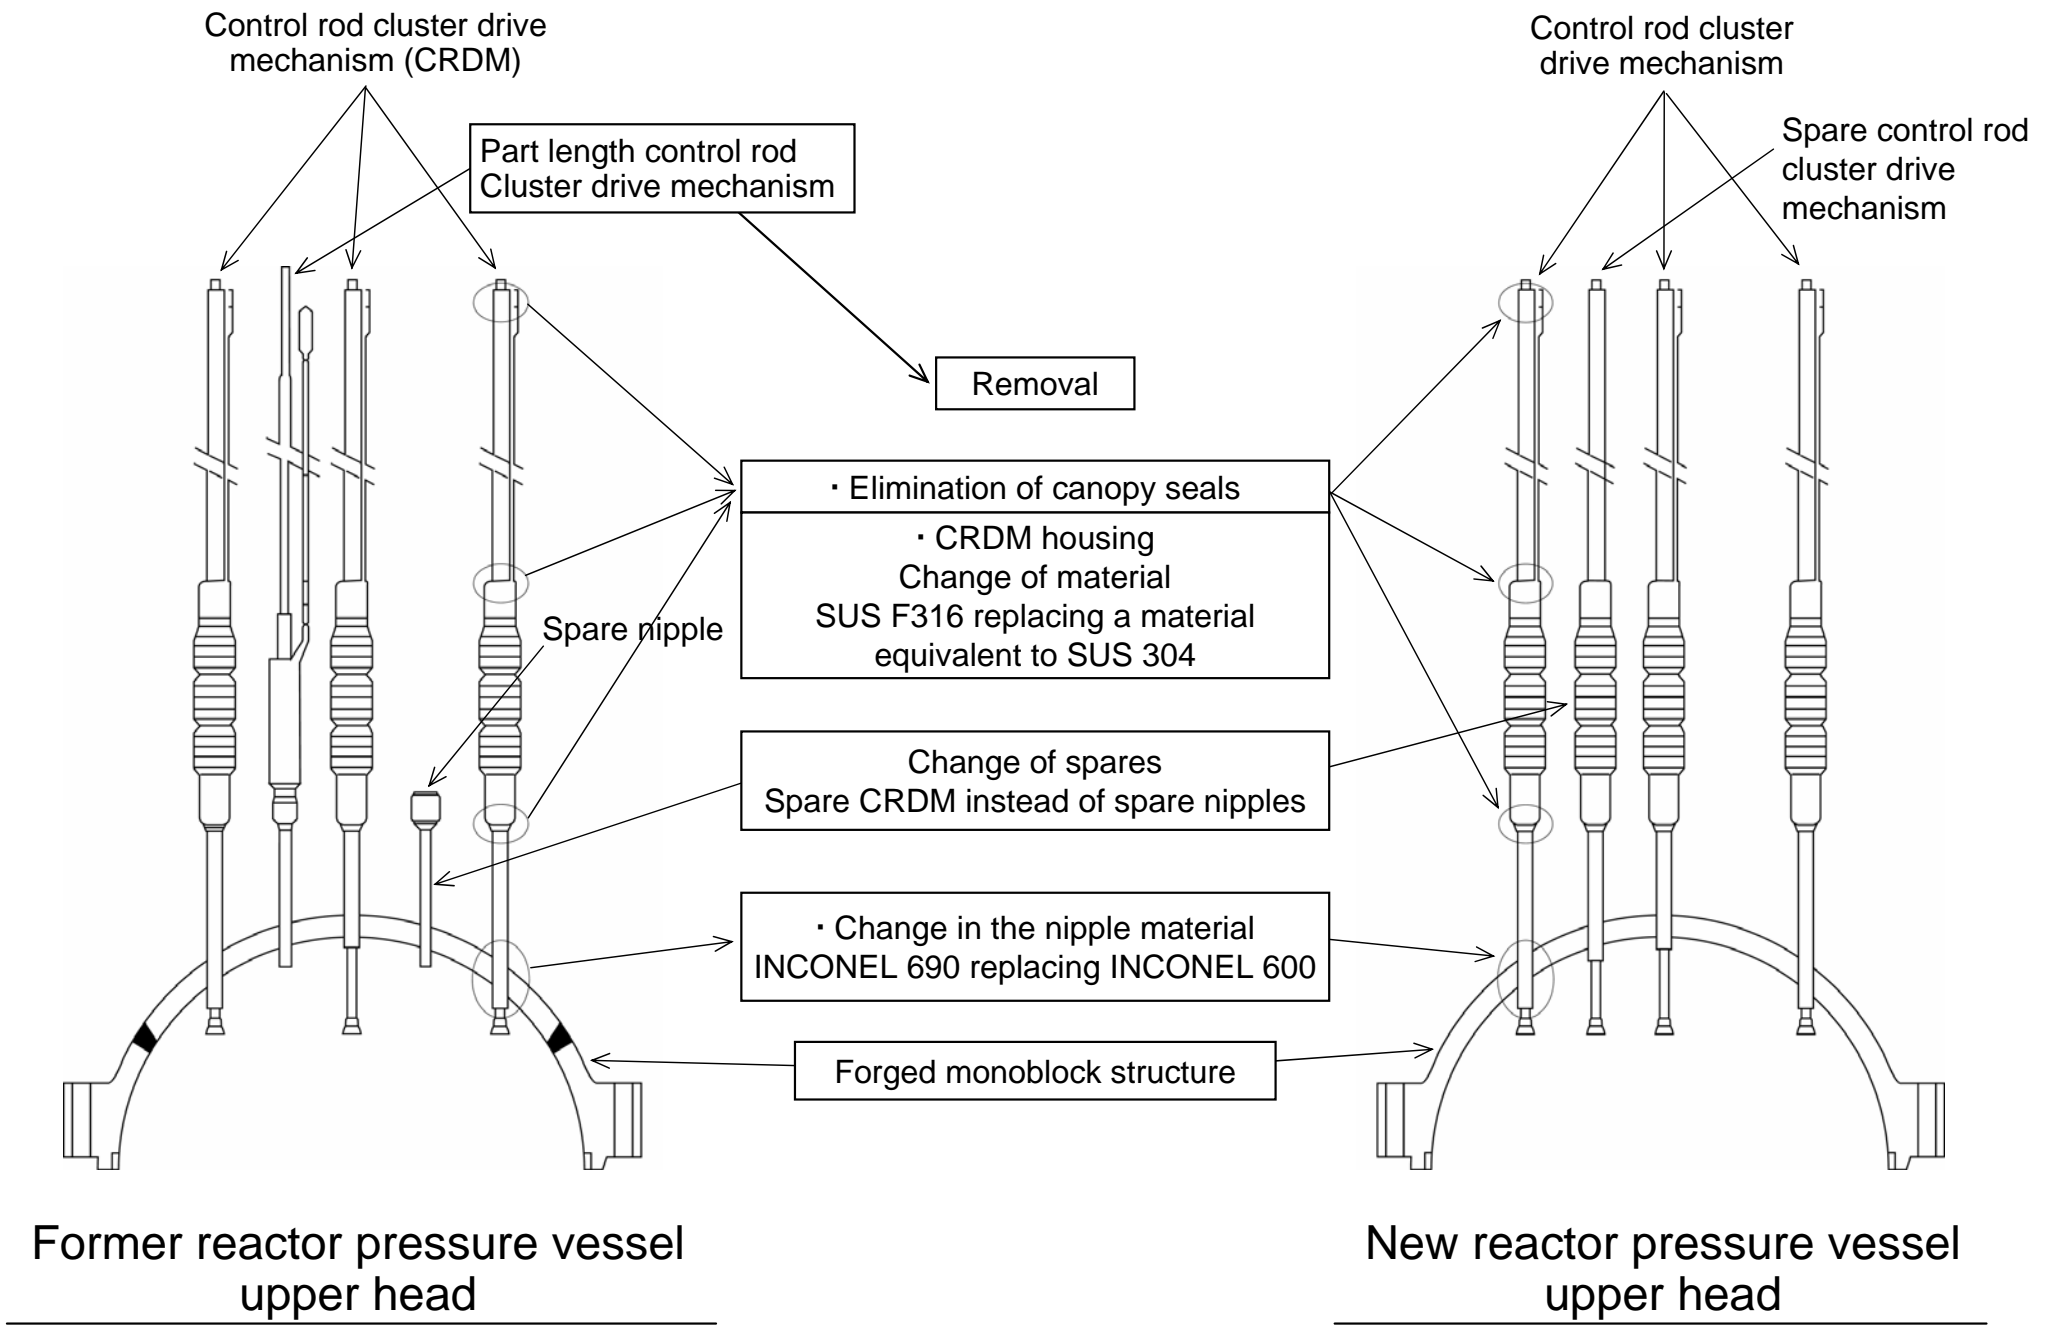 Control rod cluster drive
mechanism (CRDM)
Part length control rod
Cluster drive mechanism
Control rod cluster
drive mechanism
Spare control rod
cluster drive
mechanism
Removal
・Elimination of canopy seals
・CRDM housing
Change of material
SUS F316 replacing a material
equivalent to SUS 304
Spare nipple
Change of spares
Spare CRDM instead of spare nipples
・Change in the nipple material
INCONEL 690 replacing INCONEL 600
Forged monoblock structure
Former reactor pressure vessel
upper head
New reactor pressure vessel
upper head